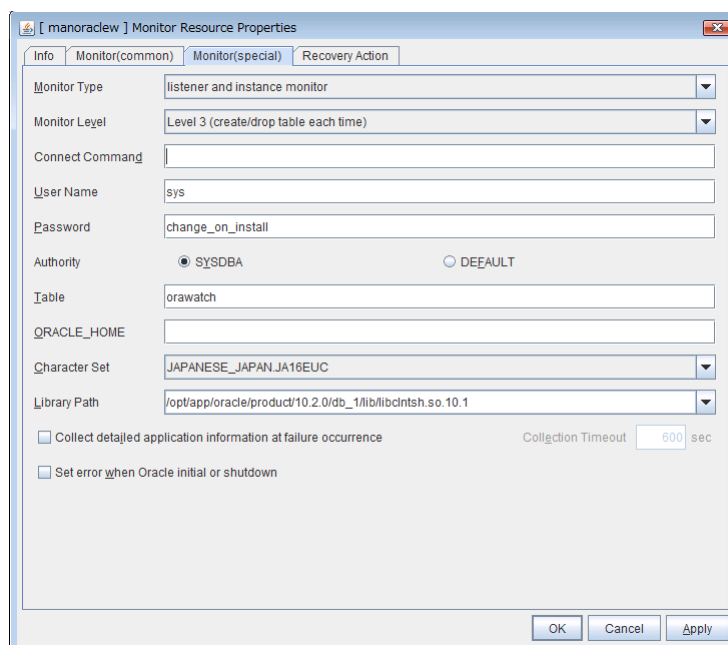 [ manoraclew ] Monitor Resource Properties
Info Monitor(common) Monitor(special) Recovery Action
Monitor Type listener and instance monitor
Monitor Level Level 3 (create/drop table each time)
Connect Command
User Name sys
Password change_on_install
Authority SYSDBA DEFAULT
Table orawatch
ORACLE_HOME
Character Set JAPANESE_JAPAN.JA16EUC
Library Path /opt/app/oracle/product/10.2.0/db_1/lib/libclntsh.so.10.1
Collect detailed application information at failure occurrence Collection Timeout 600 sec
Set error when Oracle initial or shutdown
OK Cancel Apply